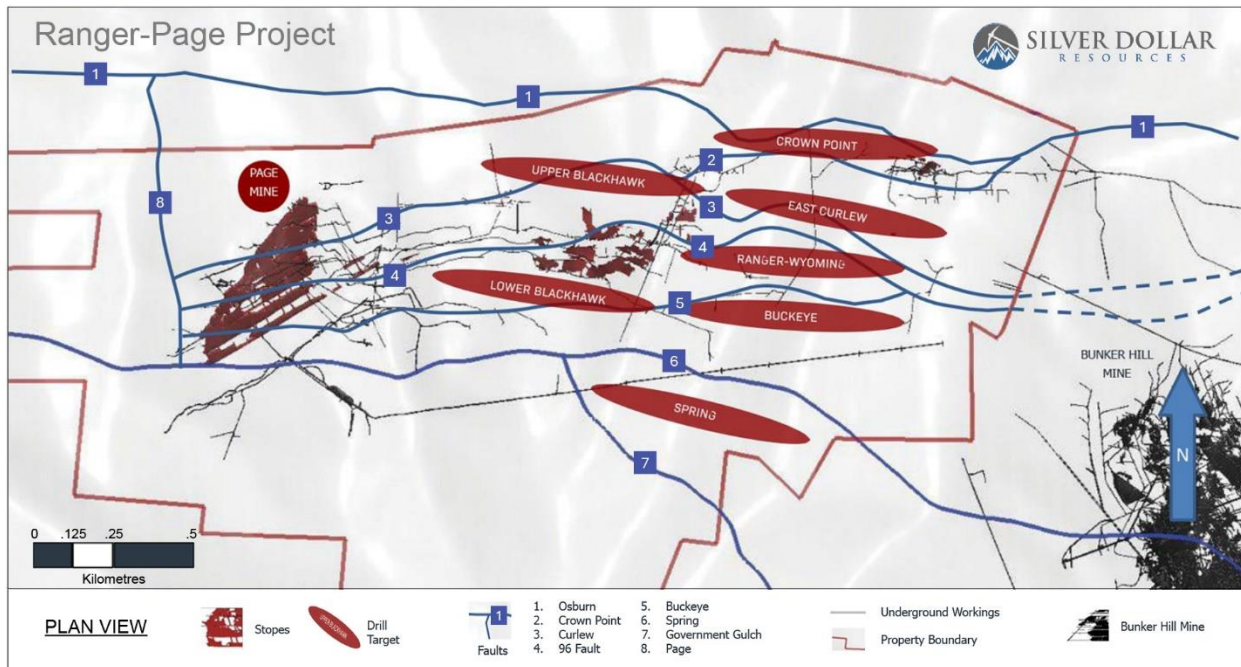 Ranger-Page Project
SILVER DOLLAR
RESOURCES
1
1
1
CROWN POINT
2
PAGE
MINE
UPPER BLACKHAWK
8
3
3
EAST CURLEW
4
4
RANGER-WYOMING
LOWER BLACKHAWK
5
BUCKEYE
6
BUNKER HILL
MINE
SPRING
N
7
0 .125 .25 .5
Kilometres
PLAN VIEW
Stopes
UPPER BLACKHAWK
Drill
Target
1
Faults
1. Osburn
2. Crown Point
3. Curlew
4. 96 Fault
5. Buckeye
6. Spring
7. Government Gulch
8. Page
Underground Workings
Property Boundary
Bunker Hill Mine